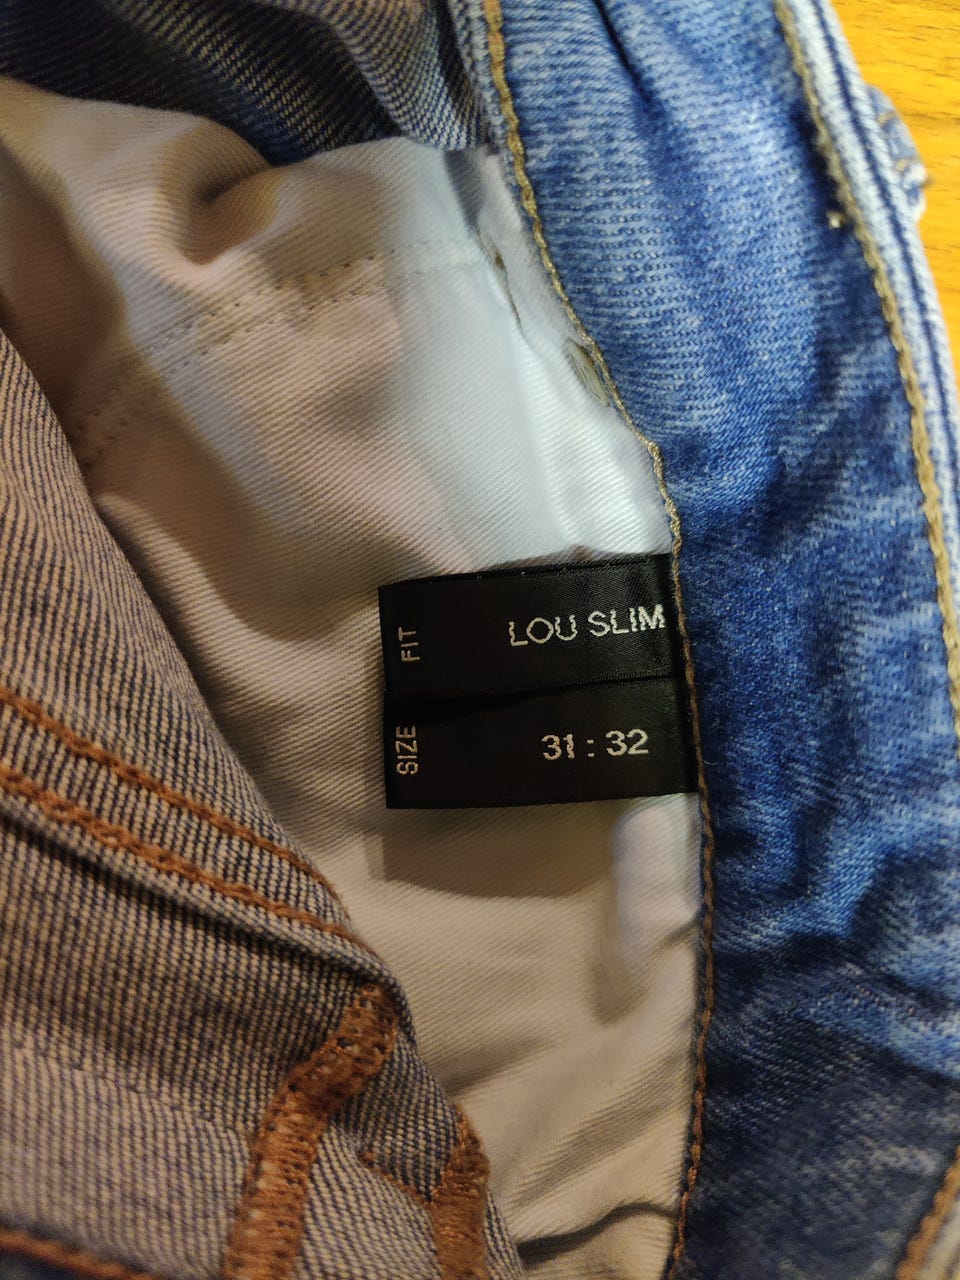 FIT LOU SLIM
SIZE 31 : 32